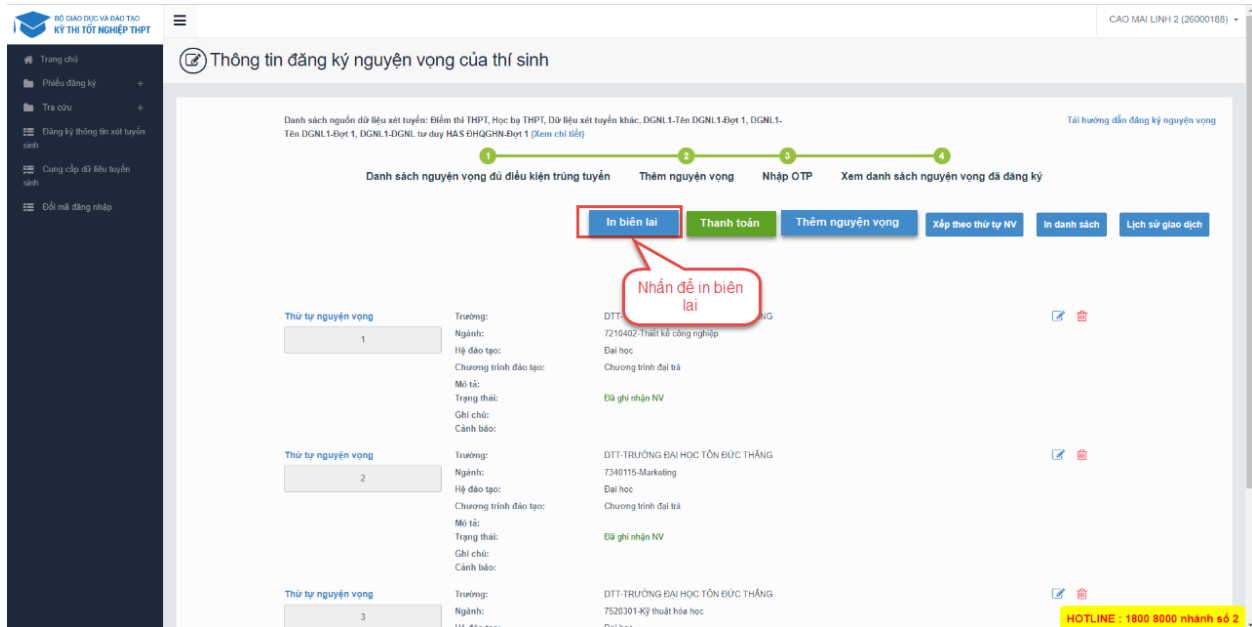 BỘ GIÁO DỤC VÀ ĐÀO TẠO
KỲ THI TỐT NGHIỆP THPT
CAO MAI LINH 2 (26000188)
Trang chủ
Phiếu đăng ký +
Tra cứu +
Đăng ký thông tin xét tuyển
sinh
Cung cấp dữ liệu tuyển
sinh
Đổi mã đăng nhập
Thông tin đăng ký nguyện vọng của thí sinh
Danh sách nguồn dữ liệu xét tuyển: Điểm thi THPT, Học bạ THPT, Dữ liệu xét tuyển khác, DGNL1-Tên DGNL1-Đợt 1, DGNL1-
Tên DGNL1-Đợt 1, DGNL1-DGNL tư duy HAS ĐHQGHN-Đợt 1 (Xem chi tiết)
Tải hướng dẫn đăng ký nguyện vọng
1 2 3 4
Danh sách nguyện vọng đủ điều kiện trúng tuyển Thêm nguyện vọng Nhập OTP Xem danh sách nguyện vọng đã đăng ký
In biên lai Thanh toán Thêm nguyện vọng Xếp theo thứ tự NV In danh sách Lịch sử giao dịch
Nhấn để in biên
lai
Thứ tự nguyện vọng
1
Trường: DTT-
Ngành: 7210402-Thiết kế công nghiệp
Hệ đào tạo: Đại học
Chương trình đào tạo: Chương trình đại trà
Mô tả:
Trạng thái: Đã ghi nhận NV
Ghi chú:
Cảnh báo:
Thứ tự nguyện vọng
2
Trường: DTT-TRƯỜNG ĐẠI HỌC TÔN ĐỨC THẮNG
Ngành: 7340115-Marketing
Hệ đào tạo: Đại học
Chương trình đào tạo: Chương trình đại trà
Mô tả:
Trạng thái: Đã ghi nhận NV
Ghi chú:
Cảnh báo:
Thứ tự nguyện vọng
3
Trường: DTT-TRƯỜNG ĐẠI HỌC TÔN ĐỨC THẮNG
Ngành: 7520301-Kỹ thuật hóa học
HOTLINE : 1800 8000 nhánh số 2